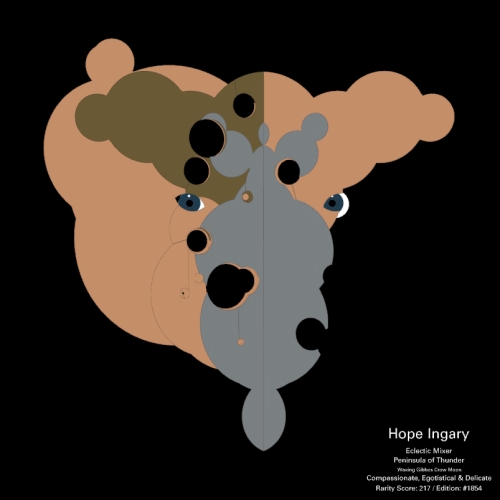 Hope Ingary
Eclectic Mixer
Peninsula of Thunder
Waxing Gibbes Crow Moon
Compassionate, Egotistical & Delicate
Rarity Score: 217 / Edition: #1854